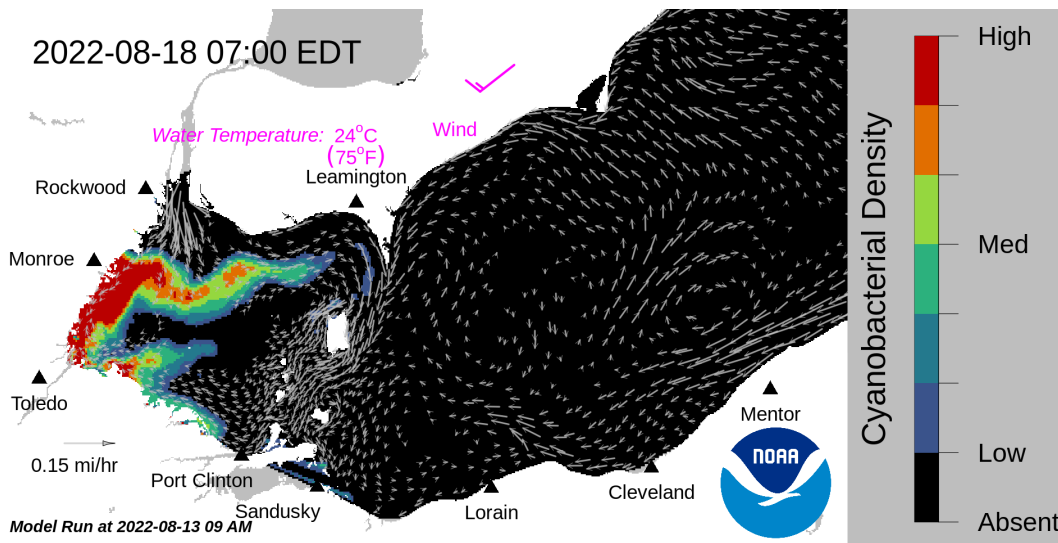 2022-08-18 07:00 EDT
High
Wind
Water Temperature: 24°C
(75°F)
Leamington
Rockwood
Cyanobacterial Density
Med
Monroe
Toledo
Mentor
0.15 mi/hr
NOAA
Low
Port Clinton
Sandusky
Lorain
Cleveland
Model Run at 2022-08-13 09 AM
Absent